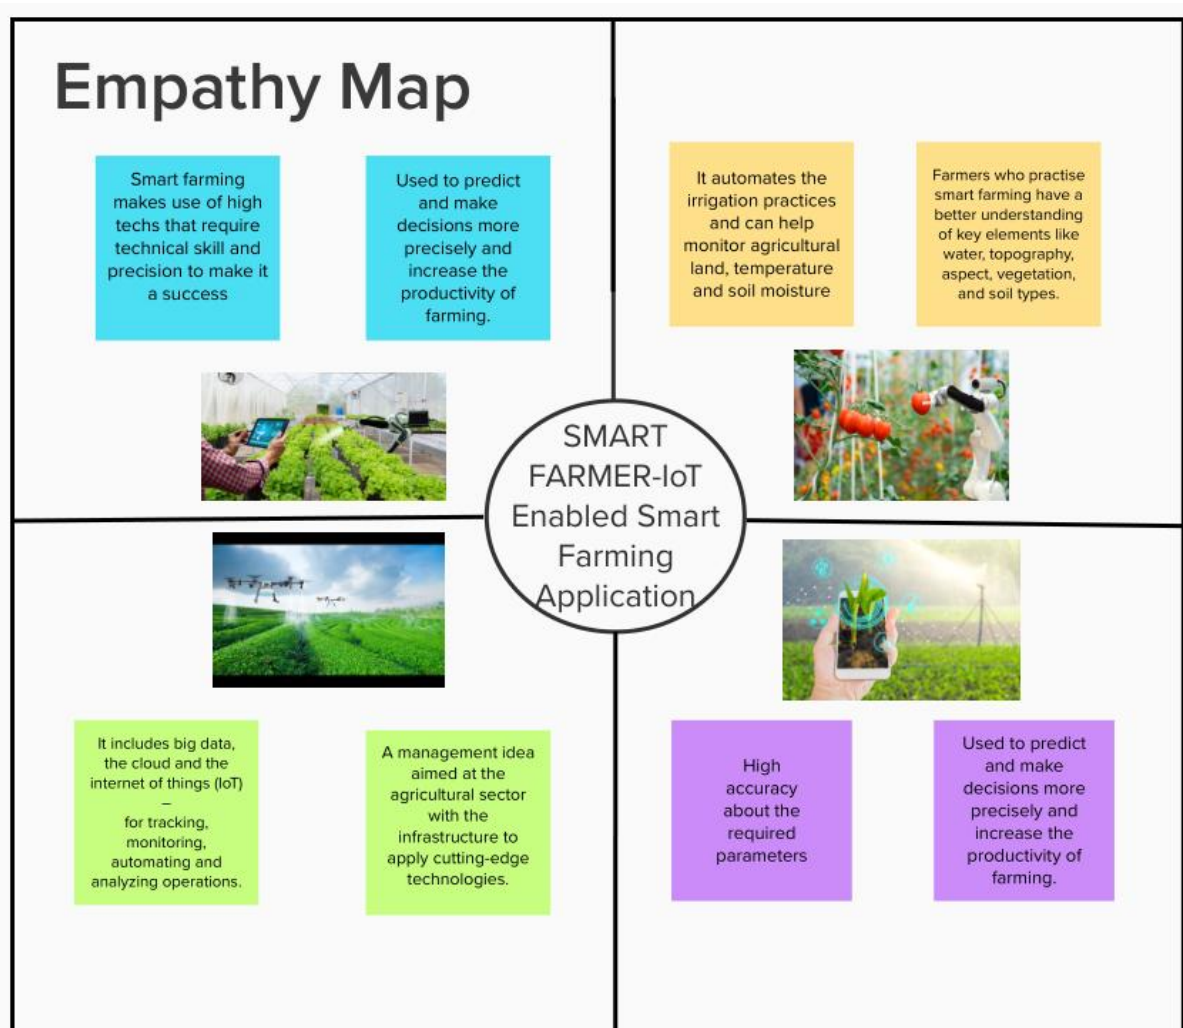 Empathy Map
Smart farming
makes use of high
techs that require
technical skill and
precision to make it
a success
Used to predict
and make
decisions more
precisely and
increase the
productivity of
farming.
It automates the
irrigation practices
and can help
monitor agricultural
land, temperature
and soil moisture
Farmers who practise
smart farming have a
better understanding
of key elements like
water, topography,
aspect, vegetation,
and soil types.
SMART
FARMER-IoT
Enabled Smart
Farming
Application
It includes big data,
the cloud and the
internet of things (IoT)
–
for tracking,
monitoring,
automating and
analyzing operations.
A management idea
aimed at the
agricultural sector
with the
infrastructure to
apply cutting-edge
technologies.
High
accuracy
about the
required
parameters
Used to predict
and make
decisions more
precisely and
increase the
productivity of
farming.